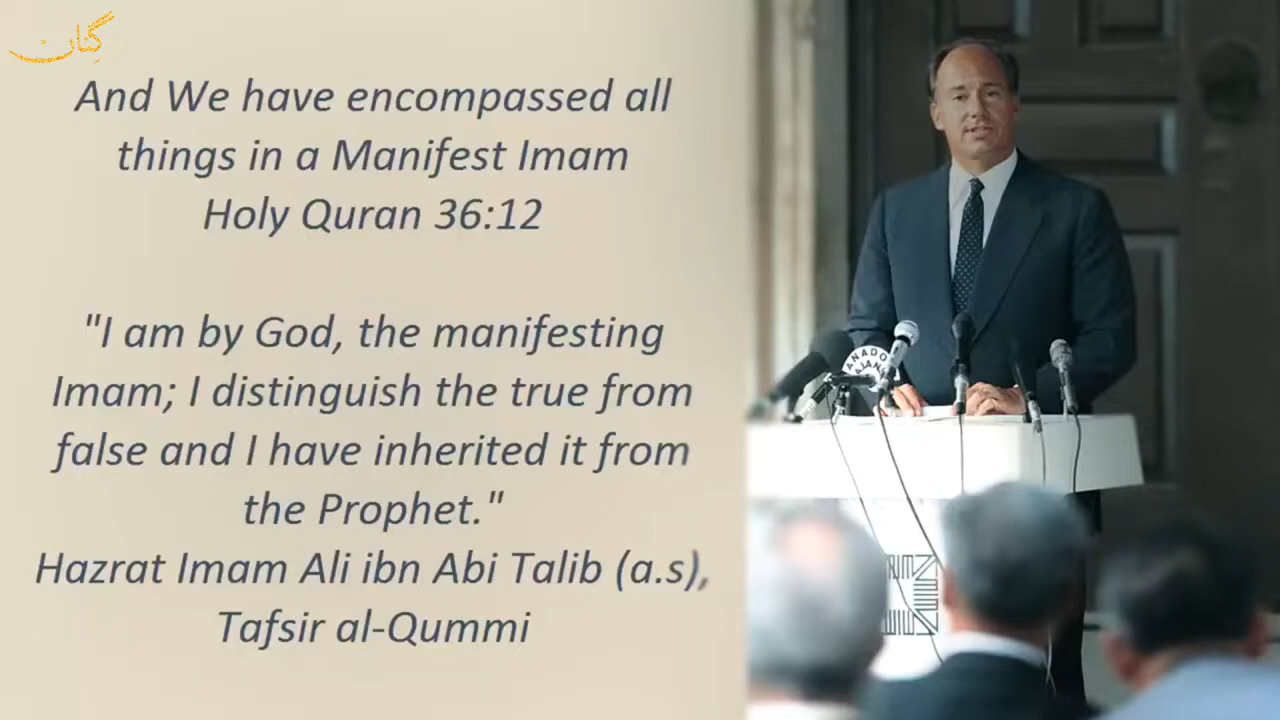 گنان
And We have encompassed all
things in a Manifest Imam
Holy Quran 36:12
"I am by God, the manifesting
Imam; I distinguish the true from
false and I have inherited it from
the Prophet."
Hazrat Imam Ali ibn Abi Talib (a.s),
Tafsir al-Qummi